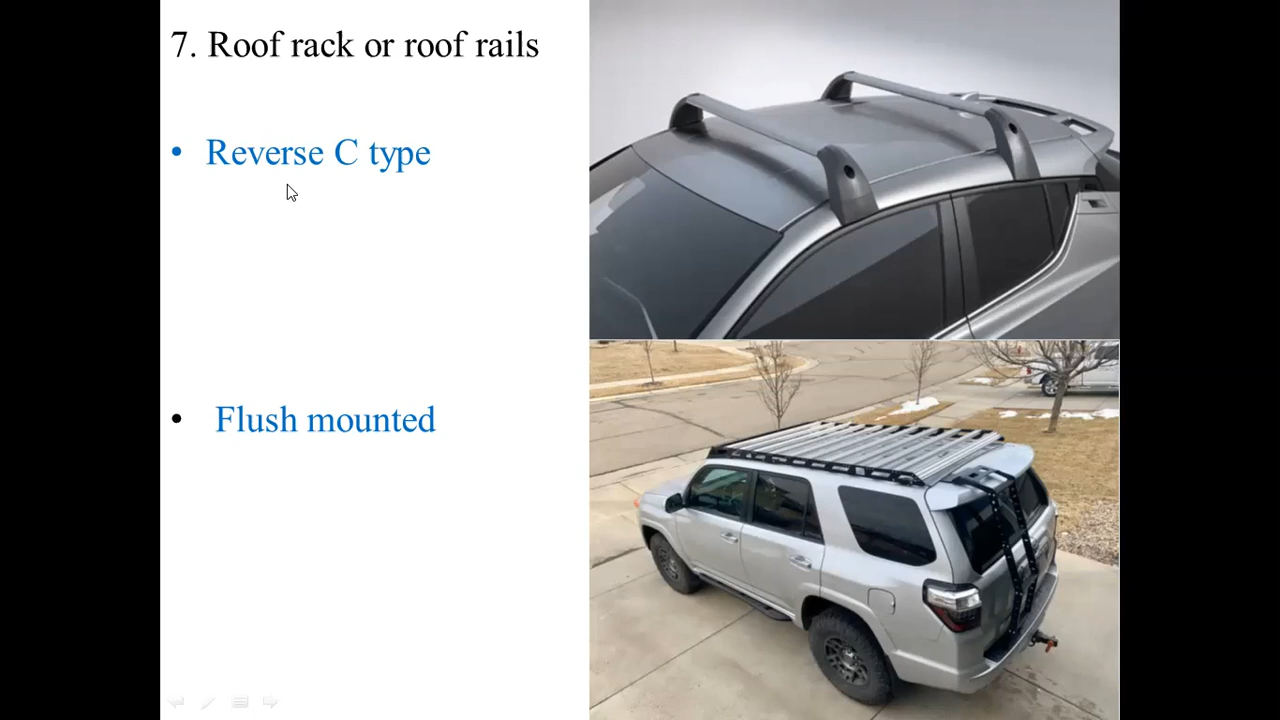 7. Roof rack or roof rails
• Reverse C type
• Flush mounted